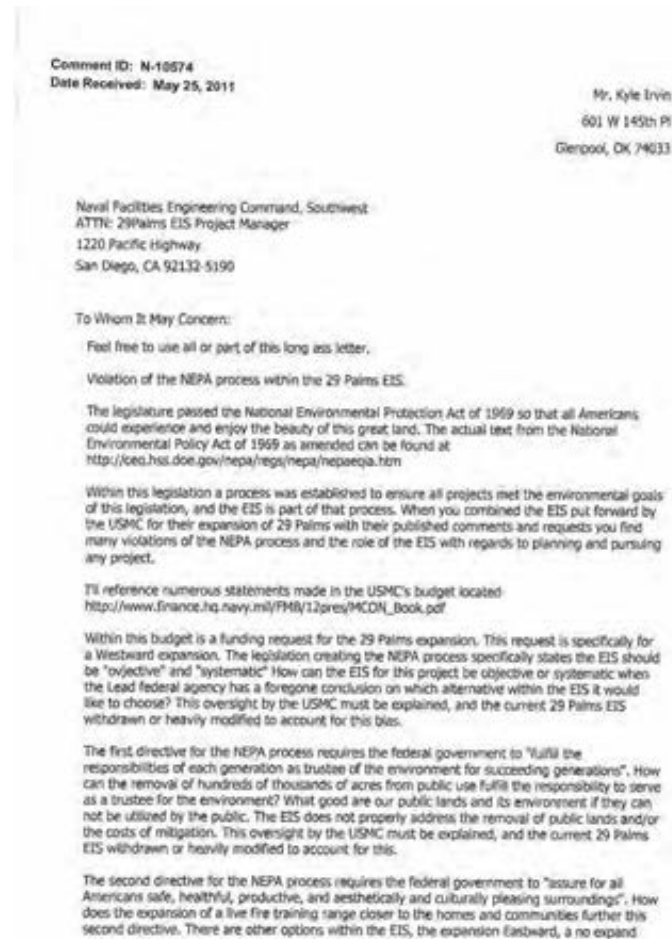 Comment ID: N-10574
Date Received: May 25, 2011
Mr. Kyle Irvin
601 W 145th Pl
Glenpool, OK 74033
Naval Facilities Engineering Command, Southwest
ATTN: 29Palms EIS Project Manager
1220 Pacific Highway
San Diego, CA 92132-5190
To Whom It May Concern:
Feel free to use all or part of this long ass letter.
Violation of the NEPA process within the 29 Palms EIS.
The legislature passed the National Environmental Protection Act of 1969 so that all Americans
could experience and enjoy the beauty of this great land. The actual text from the National
Environmental Policy Act of 1969 as amended can be found at
http://ceq.hss.doe.gov/nepa/regs/nepa/nepaeqia.htm
Within this legislation a process was established to ensure all projects met the environmental goals
of this legislation, and the EIS is part of that process. When you combined the EIS put forward by
the USMC for their expansion of 29 Palms with their published comments and requests you find
many violations of the NEPA process and the role of the EIS with regards to planning and pursuing
any project.
I'll reference numerous statements made in the USMC's budget located
http://www.finance.hq.navy.mil/FMB/12pres/MCON_Book.pdf
Within this budget is a funding request for the 29 Palms expansion. This request is specifically for
a Westward expansion. The legislation creating the NEPA process specifically states the EIS should
be "ovjective" and "systematic" How can the EIS for this project be objective or systematic when
the Lead federal agency has a foregone conclusion on which alternative within the EIS it would
like to choose? This oversight by the USMC must be explained, and the current 29 Palms EIS
withdrawn or heavily modified to account for this bias.
The first directive for the NEPA process requires the federal government to "fulfill the
responsibilities of each generation as trustee of the environment for succeeding generations". How
can the removal of hundreds of thousands of acres from public use fulfill the responsibility to serve
as a trustee for the environment? What good are our public lands and its environment if they can
not be utilized by the public. The EIS does not properly address the removal of public lands and/or
the costs of mitigation. This oversight by the USMC must be explained, and the current 29 Palms
EIS withdrawn or heavily modified to account for this.
The second directive for the NEPA process requires the federal government to "assure for all
Americans safe, healthful, productive, and aesthetically and culturally pleasing surroundings". How
does the expansion of a live fire training range closer to the homes and communities further this
second directive. There are other options within the EIS, the expansion Eastward, a no expand